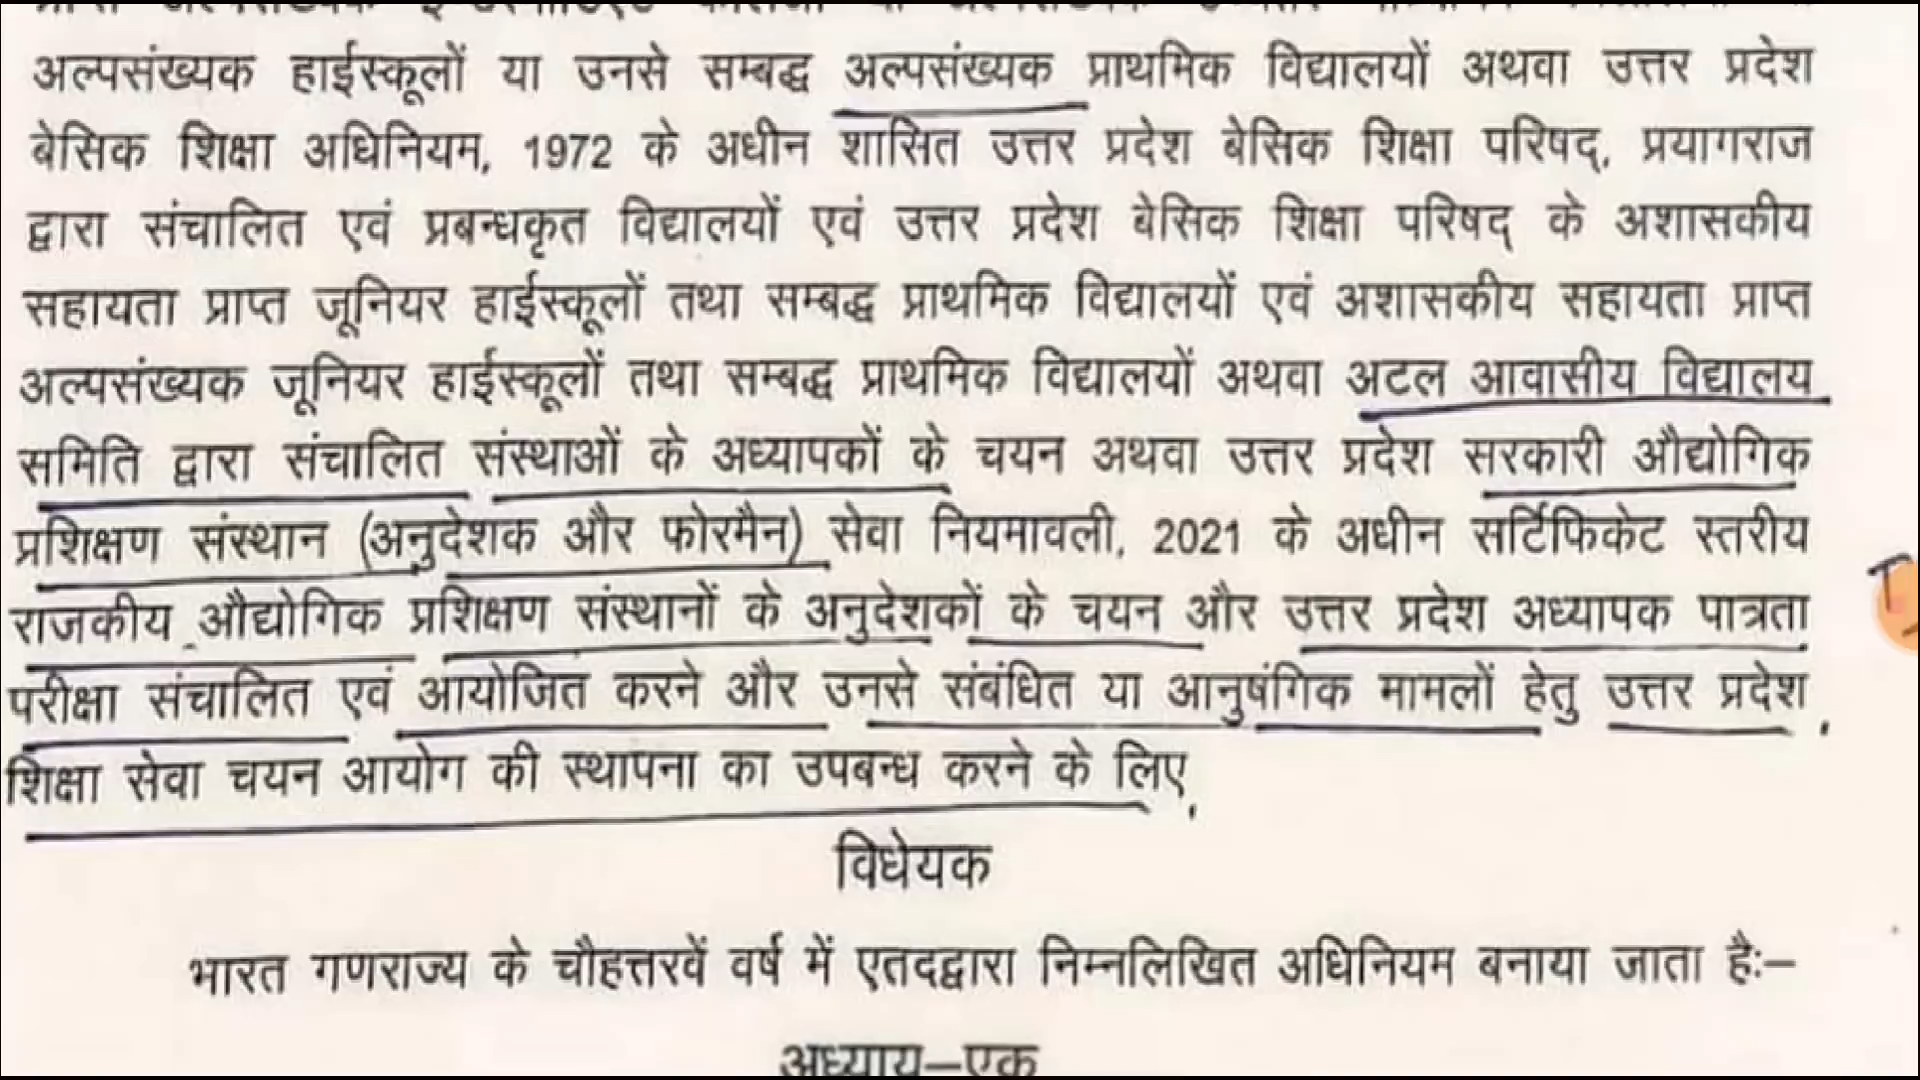 अल्पसंख्यक हाईस्कूलों या उनसे सम्बद्ध अल्पसंख्यक प्राथमिक विद्यालयों अथवा उत्तर प्रदेश
बेसिक शिक्षा अधिनियम, 1972 के अधीन शासित उत्तर प्रदेश बेसिक शिक्षा परिषद्, प्रयागराज
द्वारा संचालित एवं प्रबन्धकृत विद्यालयों एवं उत्तर प्रदेश बेसिक शिक्षा परिषद् के अशासकीय
सहायता प्राप्त जूनियर हाईस्कूलों तथा सम्बद्ध प्राथमिक विद्यालयों एवं अशासकीय सहायता प्राप्त
अल्पसंख्यक जूनियर हाईस्कूलों तथा सम्बद्ध प्राथमिक विद्यालयों अथवा अटल आवासीय विद्यालय
समिति द्वारा संचालित संस्थाओं के अध्यापकों के चयन अथवा उत्तर प्रदेश सरकारी औद्योगिक
प्रशिक्षण संस्थान (अनुदेशक और फोरमैन) सेवा नियमावली, 2021 के अधीन सर्टिफिकेट स्तरीय
राजकीय औद्योगिक प्रशिक्षण संस्थानों के अनुदेशकों के चयन और उत्तर प्रदेश अध्यापक पात्रता
परीक्षा संचालित एवं आयोजित करने और उनसे संबंधित या आनुषंगिक मामलों हेतु उत्तर प्रदेश
शिक्षा सेवा चयन आयोग की स्थापना का उपबन्ध करने के लिए,
विधेयक
भारत गणराज्य के चौहत्तरवें वर्ष में एतदद्वारा निम्नलिखित अधिनियम बनाया जाता है:–
अध्याय–एक